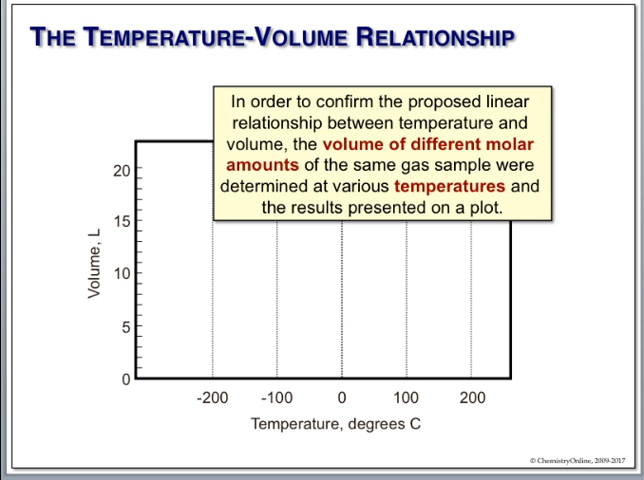 THE TEMPERATURE-VOLUME RELATIONSHIP
In order to confirm the proposed linear
relationship between temperature and
volume, the volume of different molar
amounts of the same gas sample were
determined at various temperatures and
the results presented on a plot.
20
15
10
5
0
Volume, L
-200 -100 0 100 200
Temperature, degrees C
© ChemistryOnline, 2009-2017